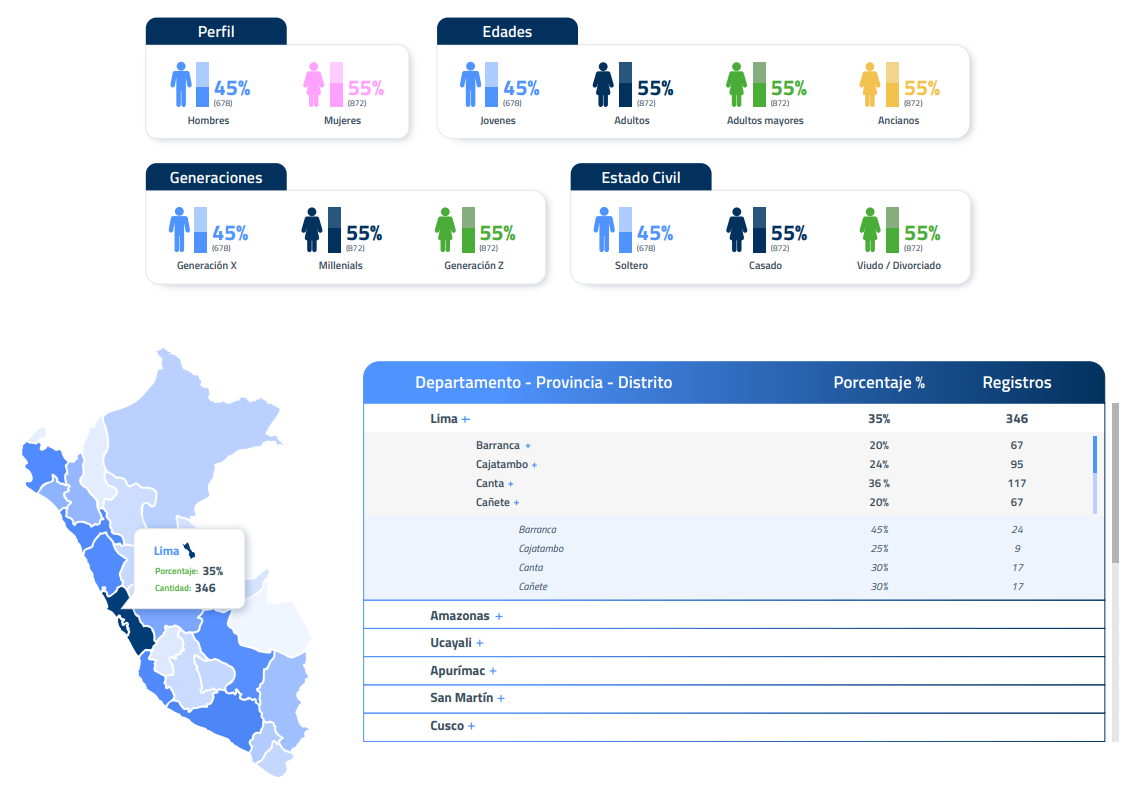 Perfil
45%
(678)
Hombres
55%
(872)
Mujeres
Edades
45%
(678)
Jovenes
55%
(872)
Adultos
55%
(872)
Adultos mayores
55%
(872)
Ancianos
Generaciones
45%
(678)
Generación X
55%
(872)
Millenials
55%
(872)
Generación Z
Estado Civil
45%
(678)
Soltero
55%
(872)
Casado
55%
(872)
Viudo / Divorciado
Lima
Porcentaje: 35%
Cantidad: 346
Departamento - Provincia - Distrito Porcentaje % Registros
Lima + 35% 346
Barranca + 20% 67
Cajatambo + 24% 95
Canta + 36 % 117
Cañete + 20% 67
Barranca 45% 24
Cajatambo 25% 9
Canta 30% 17
Cañete 30% 17
Amazonas +
Ucayali +
Apurímac +
San Martín +
Cusco +